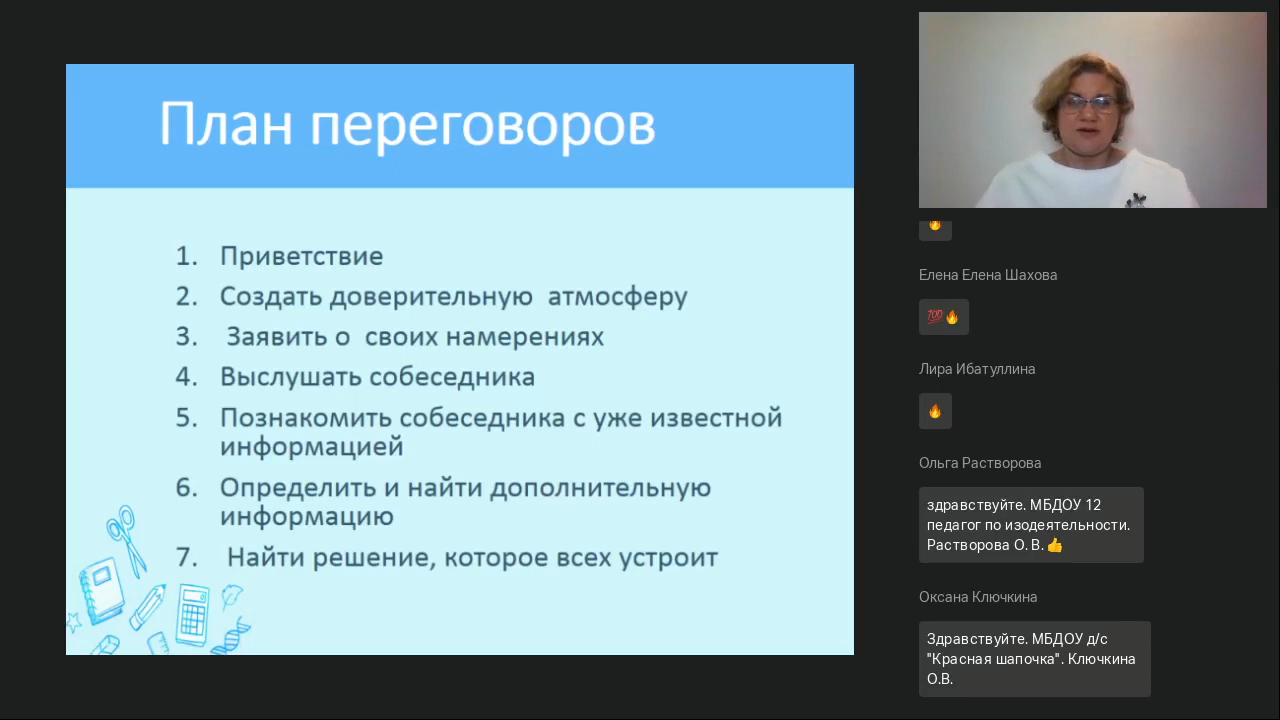 План переговоров
1. Приветствие
2. Создать доверительную атмосферу
3. Заявить о своих намерениях
4. Выслушать собеседника
5. Познакомить собеседника с уже известной
информацией
6. Определить и найти дополнительную
информацию
7. Найти решение, которое всех устроит
🔥
Елена Елена Шахова
💯🔥
Лира Ибатуллина
🔥
Ольга Растворова
здравствуйте. МБДОУ 12
педагог по изодеятельности.
Растворова О. В.👍
Оксана Ключкина
Здравствуйте. МБДОУ д/с
"Красная шапочка". Ключкина
О.В.